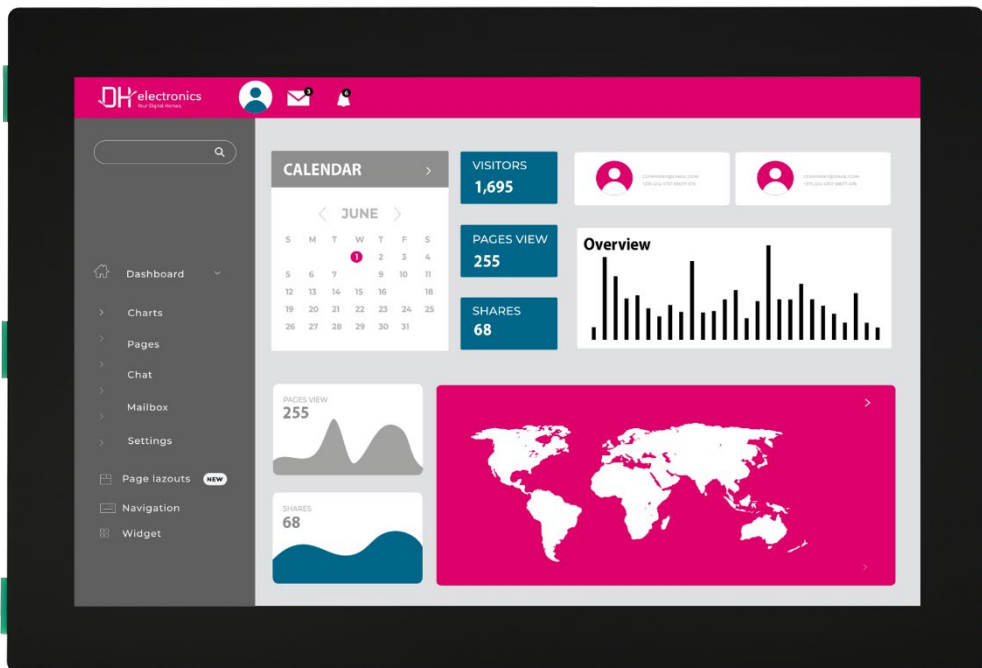 DH electronics
Your Digital Heroes.
3
6
Dashboard
Charts
Pages
Chat
Mailbox
Settings
Page lazouts NEW
Navigation
Widget
CALENDAR
JUNE
S M T W T F S
1 2 3 4
5 6 7 9 10 11
12 13 14 15 16 18
19 20 21 22 23 24 25
26 27 28 29 30 31
VISITORS
1,695
PAGES VIEW
255
SHARES
68
Overview
PAGES VIEW
255
SHARES
68